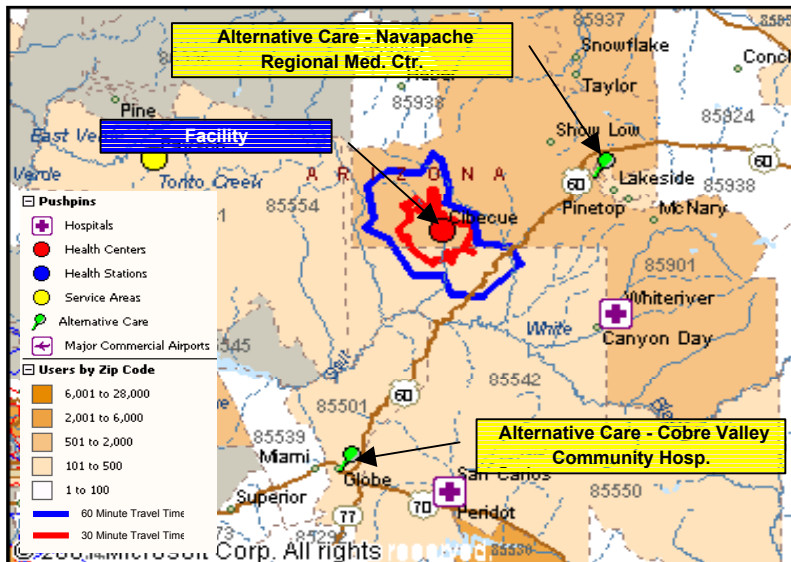 85937
Alternative Care - Navapache
Regional Med. Ctr.
Snowflake
Conch
Taylor
85938
Pine
85924
East Verde
Show Low
Facility
60
Verde
Tonto Creek
A R I Z O N A
60
Lakeside
85938
Pinetop
McNary
85554
Cibecue
Pushpins
Hospitals
Health Centers
Health Stations
Service Areas
Alternative Care
Major Commercial Airports
85901
Whiteriver
White
Canyon Day
Salt
Users by Zip Code
6,001 to 28,000
2,001 to 6,000
501 to 2,000
101 to 500
1 to 100
60 Minute Travel Time
30 Minute Travel Time
85542
60
85501
85539
Alternative Care - Cobre Valley
Community Hosp.
Miami
Globe
San Carlos
85550
Superior
77
70
Peridot
85530
Microsoft Corp. All rights reserved.